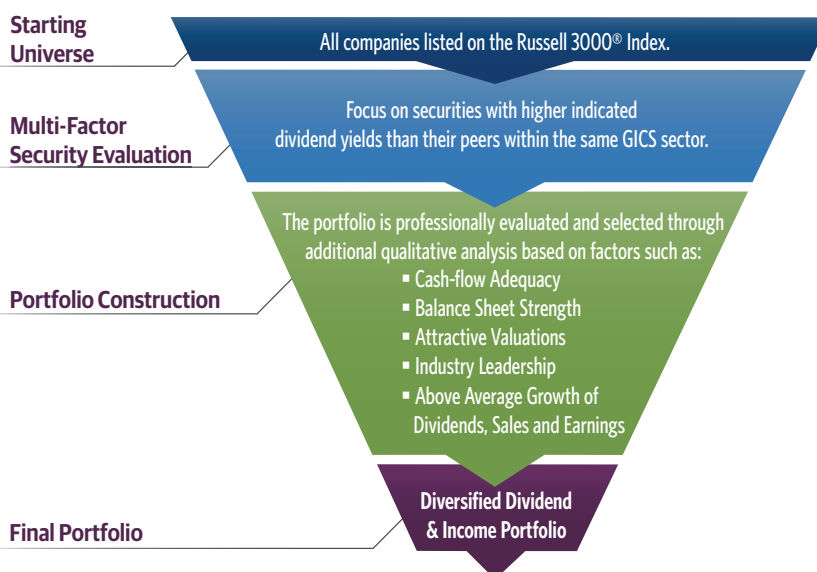 Starting
Universe
All companies listed on the Russell 3000® Index.
Multi-Factor
Security Evaluation
Focus on securities with higher indicated
dividend yields than their peers within the same GICS sector.
Portfolio Construction
The portfolio is professionally evaluated and selected through
additional qualitative analysis based on factors such as:
▪ Cash-flow Adequacy
▪ Balance Sheet Strength
▪ Attractive Valuations
▪ Industry Leadership
▪ Above Average Growth of
Dividends, Sales and Earnings
Final Portfolio
Diversified Dividend
& Income Portfolio